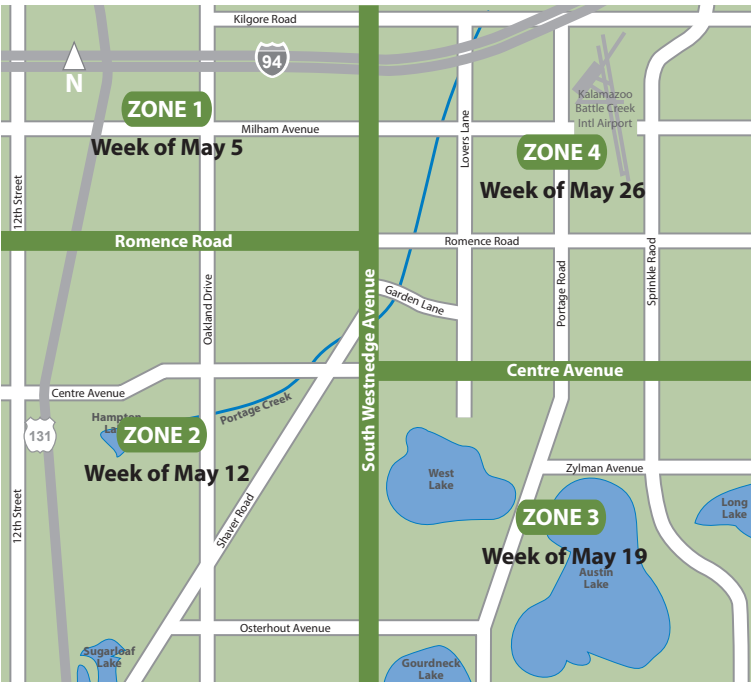 Kilgore Road
94
N
ZONE 1
Kalamazoo
Battle Creek
Intl Airport
Milham Avenue
Lovers Lane
Week of May 5
ZONE 4
12th Street
Week of May 26
Romence Road
Romence Road
Oakland Drive
South Westnedge Avenue
Garden Lane
Portage Road
Sprinkle Raod
Centre Avenue
Centre Avenue
Hampton
La
Portage Creek
131
ZONE 2
Week of May 12
West
Lake
Zylman Avenue
Long
Lake
12th Street
Shaver Road
ZONE 3
Week of May 19
Austin
Lake
Osterhout Avenue
Sugarloaf
Lake
Gourdneck
Lake